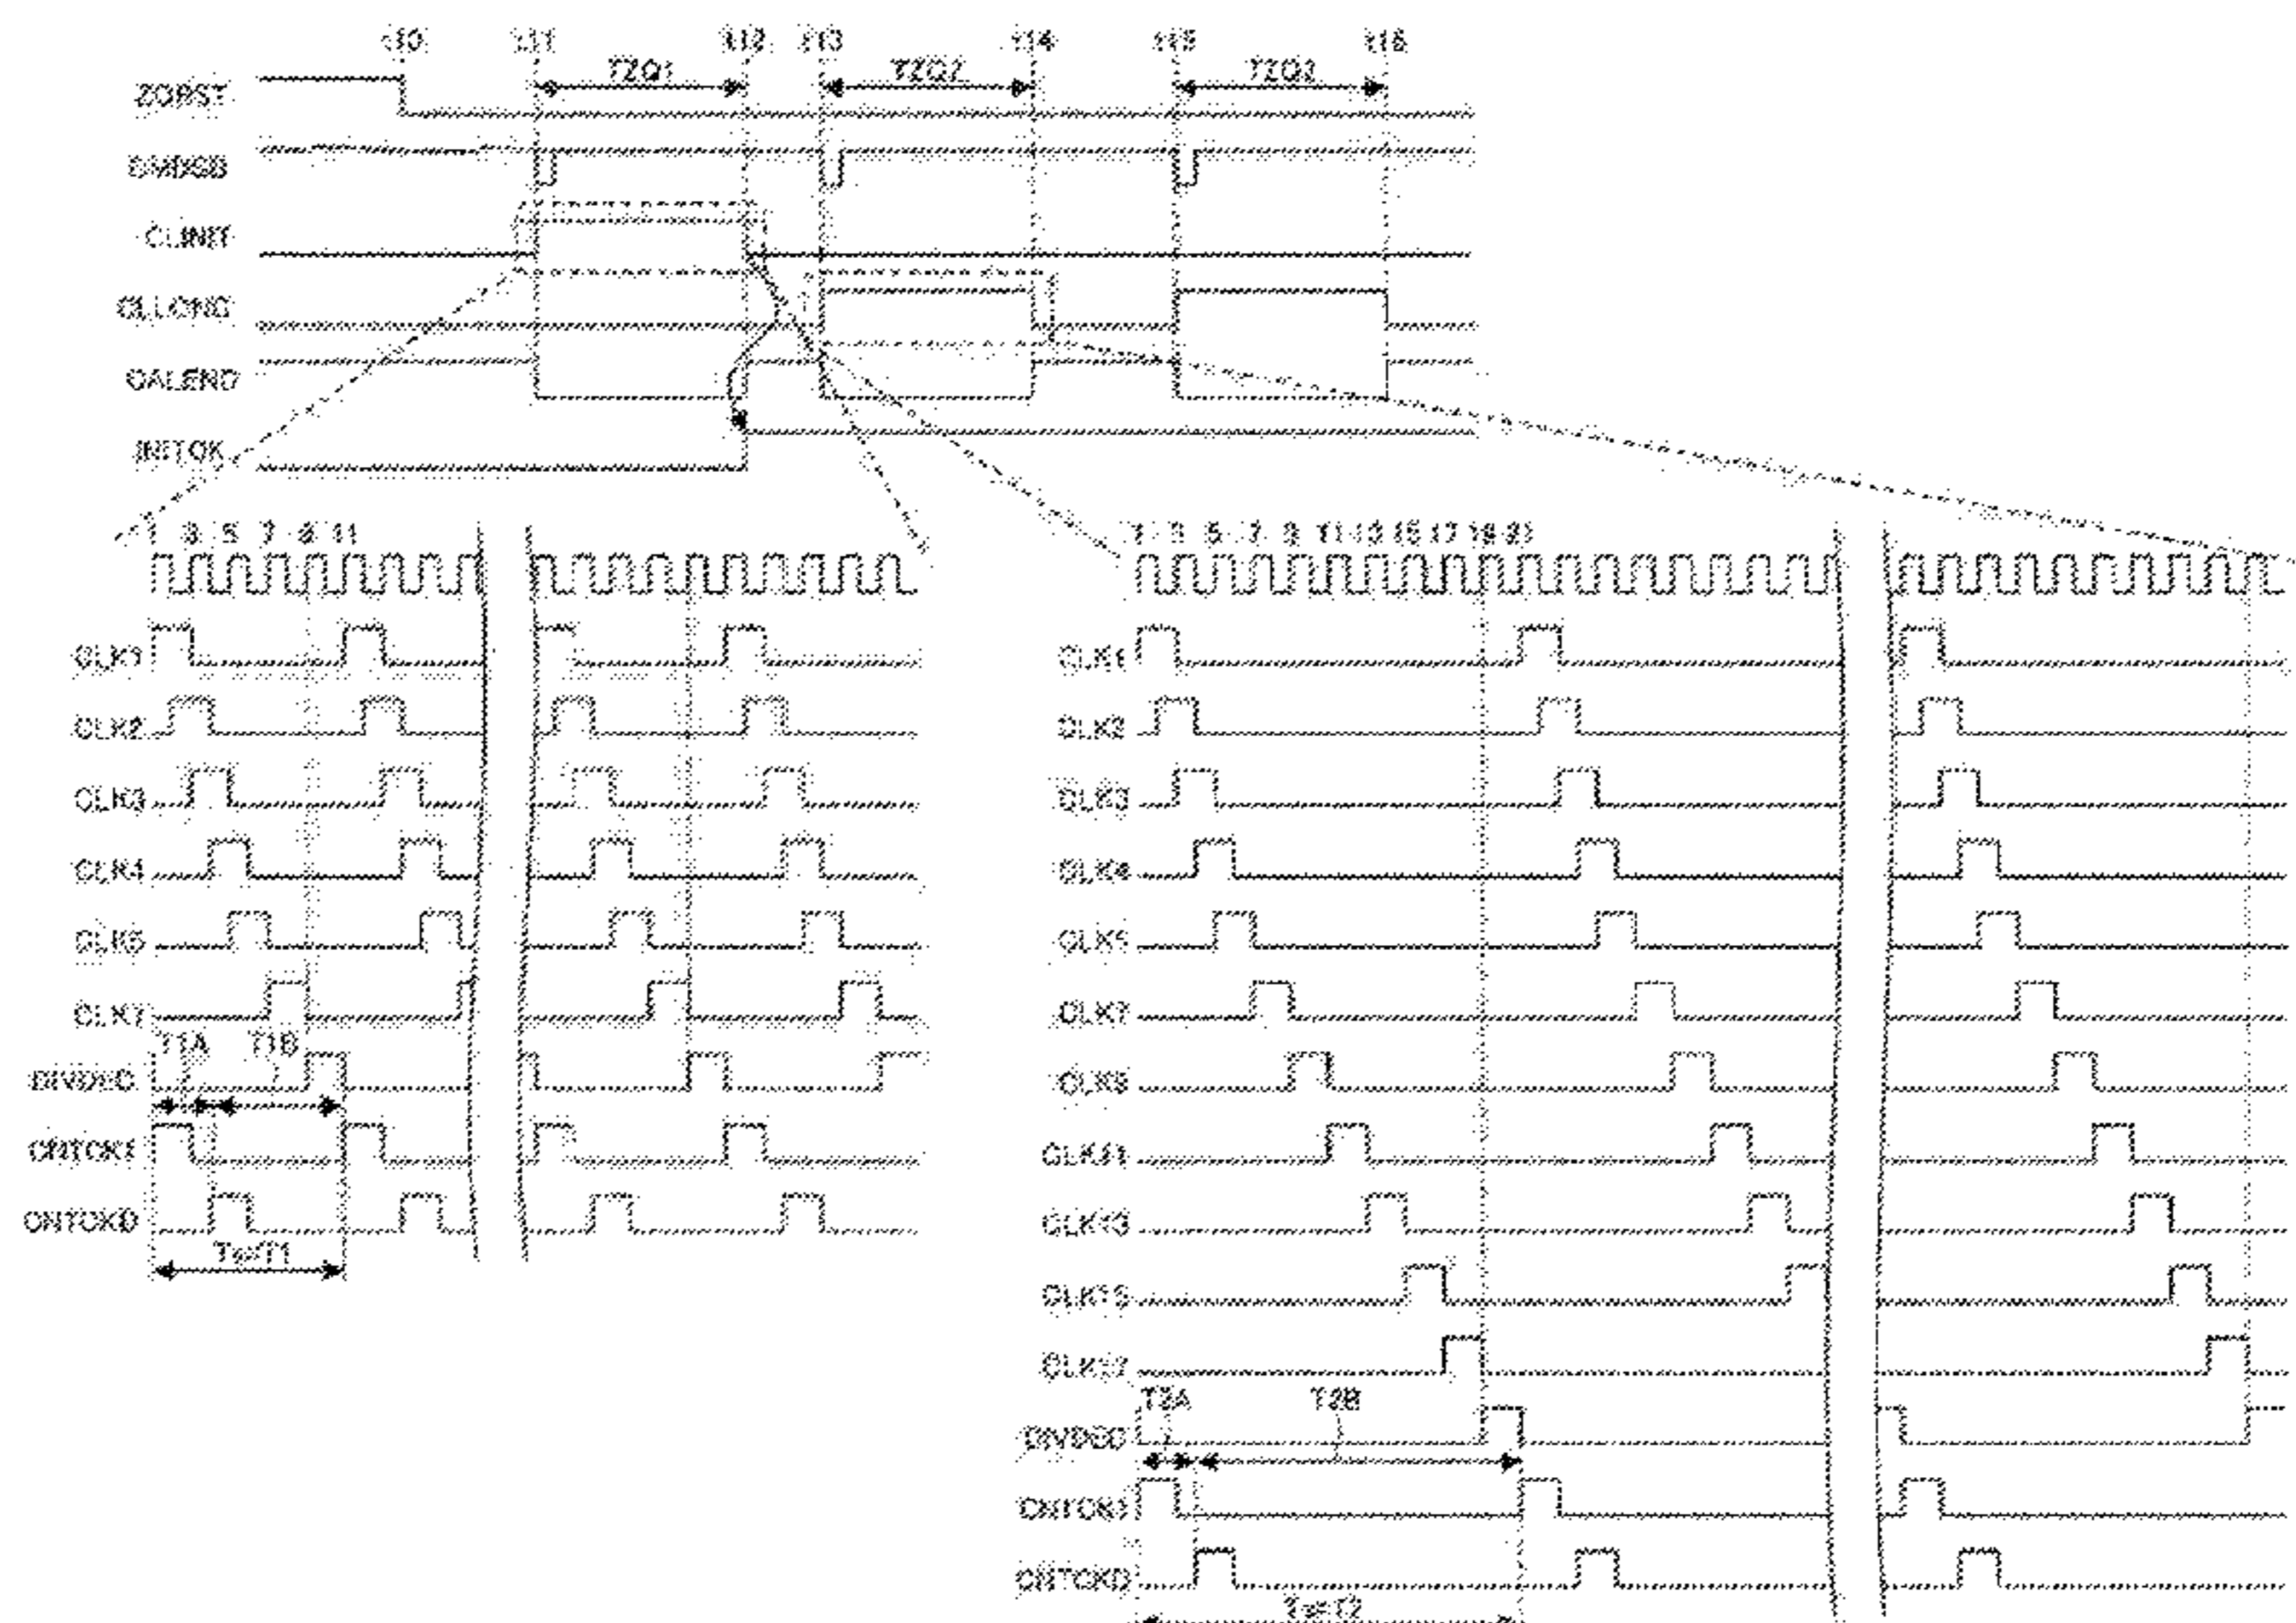 t10 t11 t12 t13 t14 t15 t16
TZQ1 TZQ2 TZQ3
ZQRST
CMDSB
CLINIT
CLLONG
CALEND
INITOK
1 3 5 7 9 11
CLK1
CLK2
CLK3
CLK4
CLK5
CLK7
T1A T1B
DIVDEC
CNTCK1
CNTCKD
Ts=T1
1 3 5 7 9 11 13 15 17 19 21
CLK1
CLK2
CLK3
CLK4
CLK5
CLK7
CLK9
CLK11
CLK13
CLK15
CLK17
T2A T2B
DIVDEC
CNTCK1
CNTCKD
Ts=T2